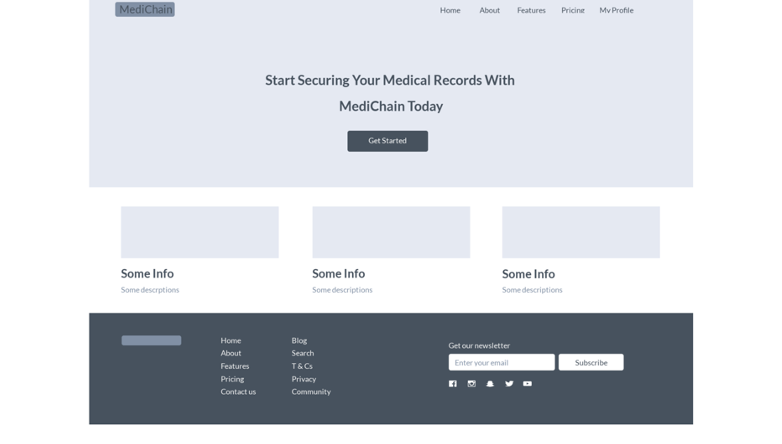 MediChain
Home About Features Pricing My Profile
Start Securing Your Medical Records With
MediChain Today
Get Started
Some Info
Some descrptions
Some Info
Some descriptions
Some Info
Some descriptions
Home
About
Features
Pricing
Contact us
Blog
Search
T & Cs
Privacy
Community
Get our newsletter
Enter your email
Subscribe